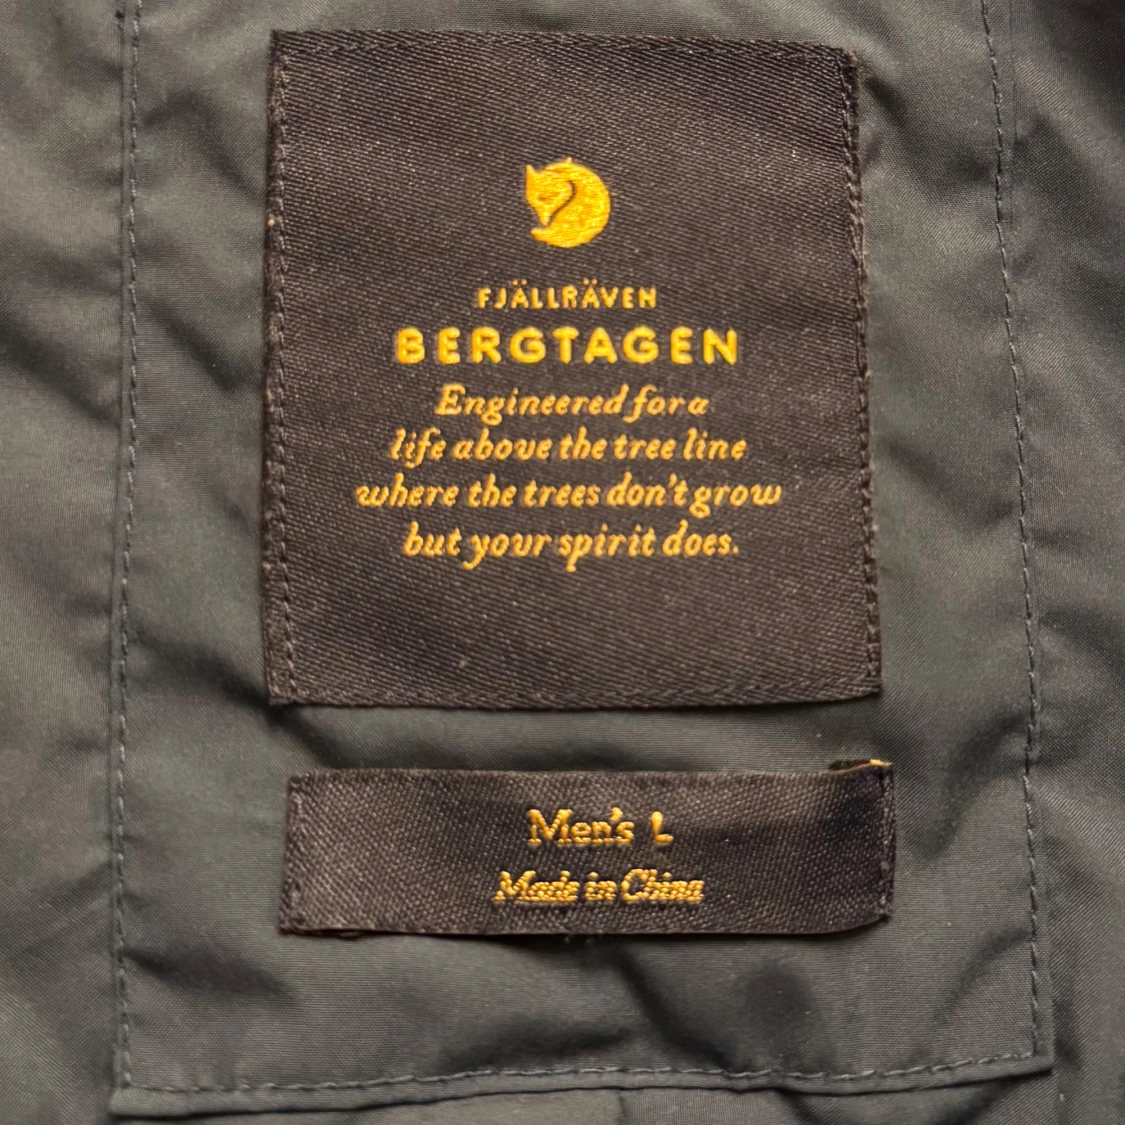 FJÄLLRÄVEN
BERGTAGEN
Engineered for a
life above the tree line
where the trees don't grow
but your spirit does.
Men's L
Made in China